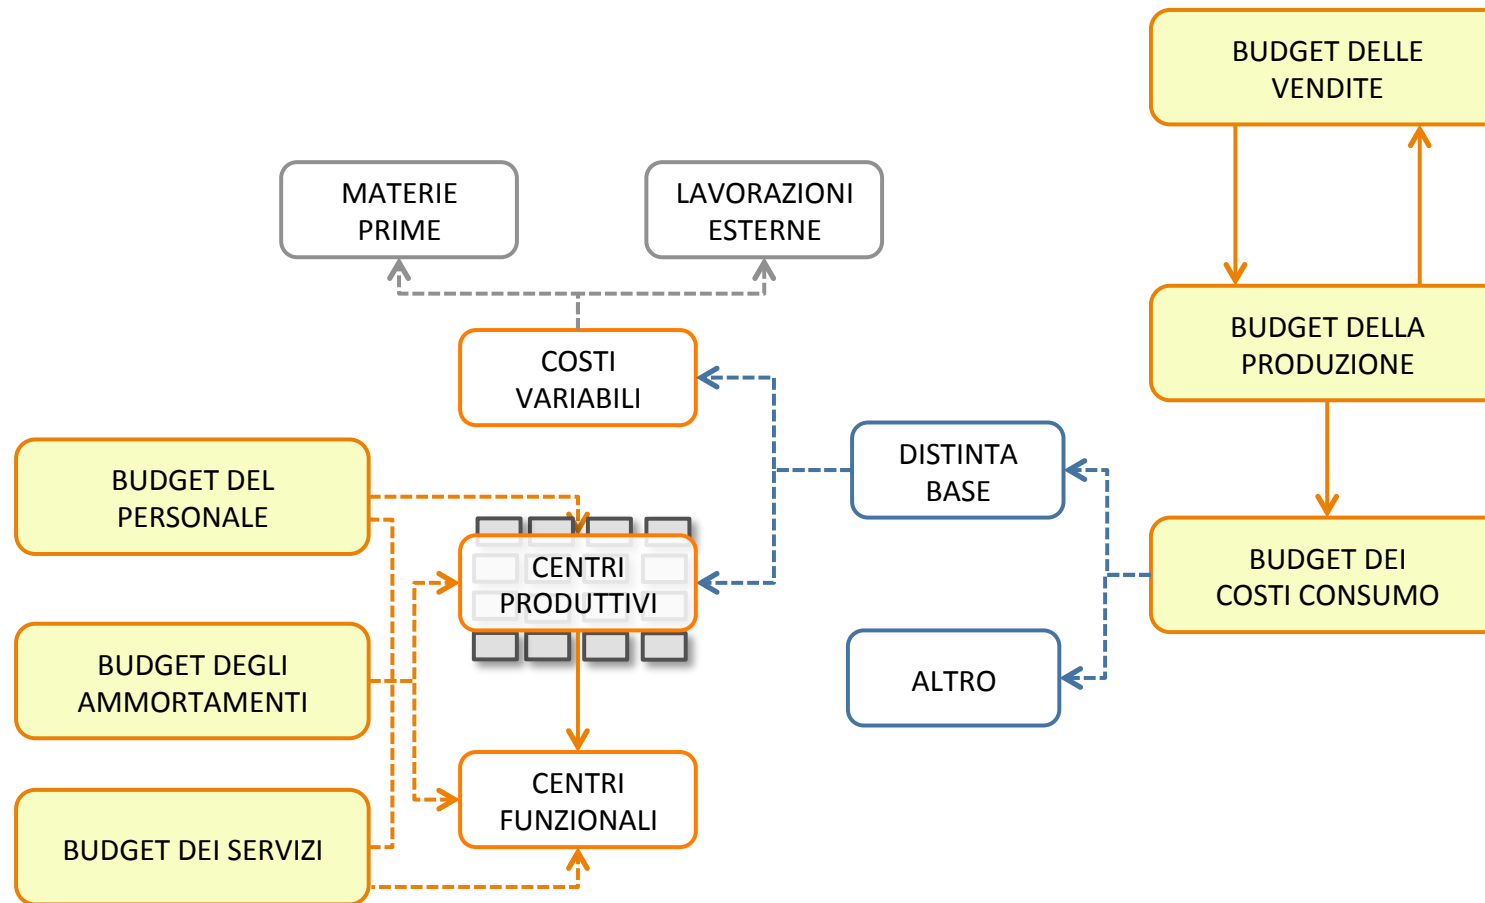 BUDGET DELLE
VENDITE
MATERIE
PRIME
LAVORAZIONI
ESTERNE
BUDGET DELLA
PRODUZIONE
COSTI
VARIABILI
DISTINTA
BASE
BUDGET DEL
PERSONALE
CENTRI
PRODUTTIVI
BUDGET DEI
COSTI CONSUMO
BUDGET DEGLI
AMMORTAMENTI
ALTRO
CENTRI
FUNZIONALI
BUDGET DEI SERVIZI